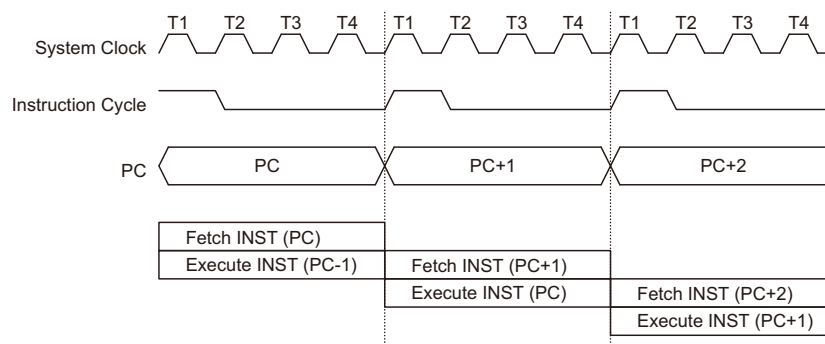 T1 T2 T3 T4 T1 T2 T3 T4 T1 T2 T3 T4
System Clock
Instruction Cycle
PC PC PC+1 PC+2
Fetch INST (PC)
Execute INST (PC-1) Fetch INST (PC+1)
Execute INST (PC) Fetch INST (PC+2)
Execute INST (PC+1)